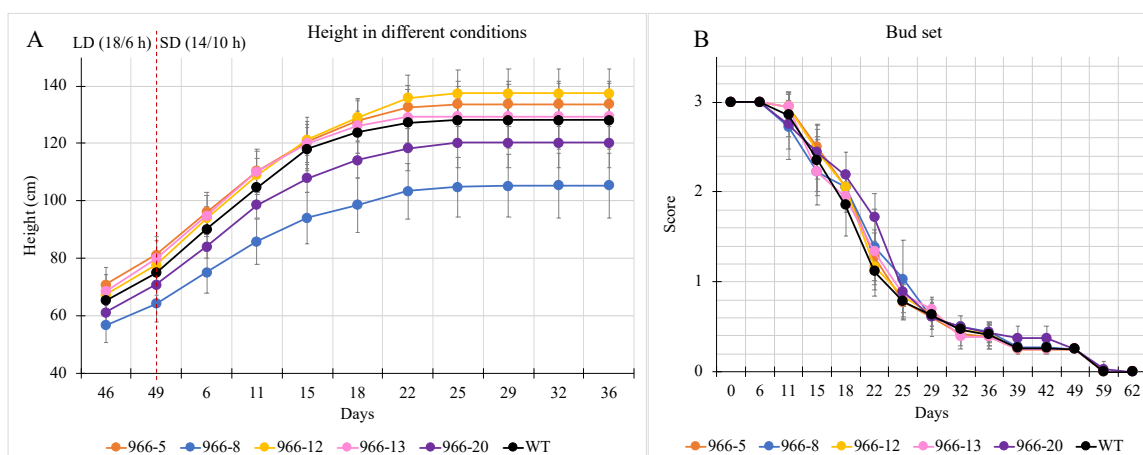 A
LD (18/6 h)
SD (14/10 h)
Height in different conditions
Height (cm)
140
120
100
80
60
40
46 49 6 11 15 18 22 25 29 32 36
Days
966-5 966-8 966-12 966-13 966-20 WT
B
Bud set
Score
3
2
1
0
0 6 11 15 18 22 25 29 32 36 39 42 49 59 62
Days
966-5 966-8 966-12 966-13 966-20 WT